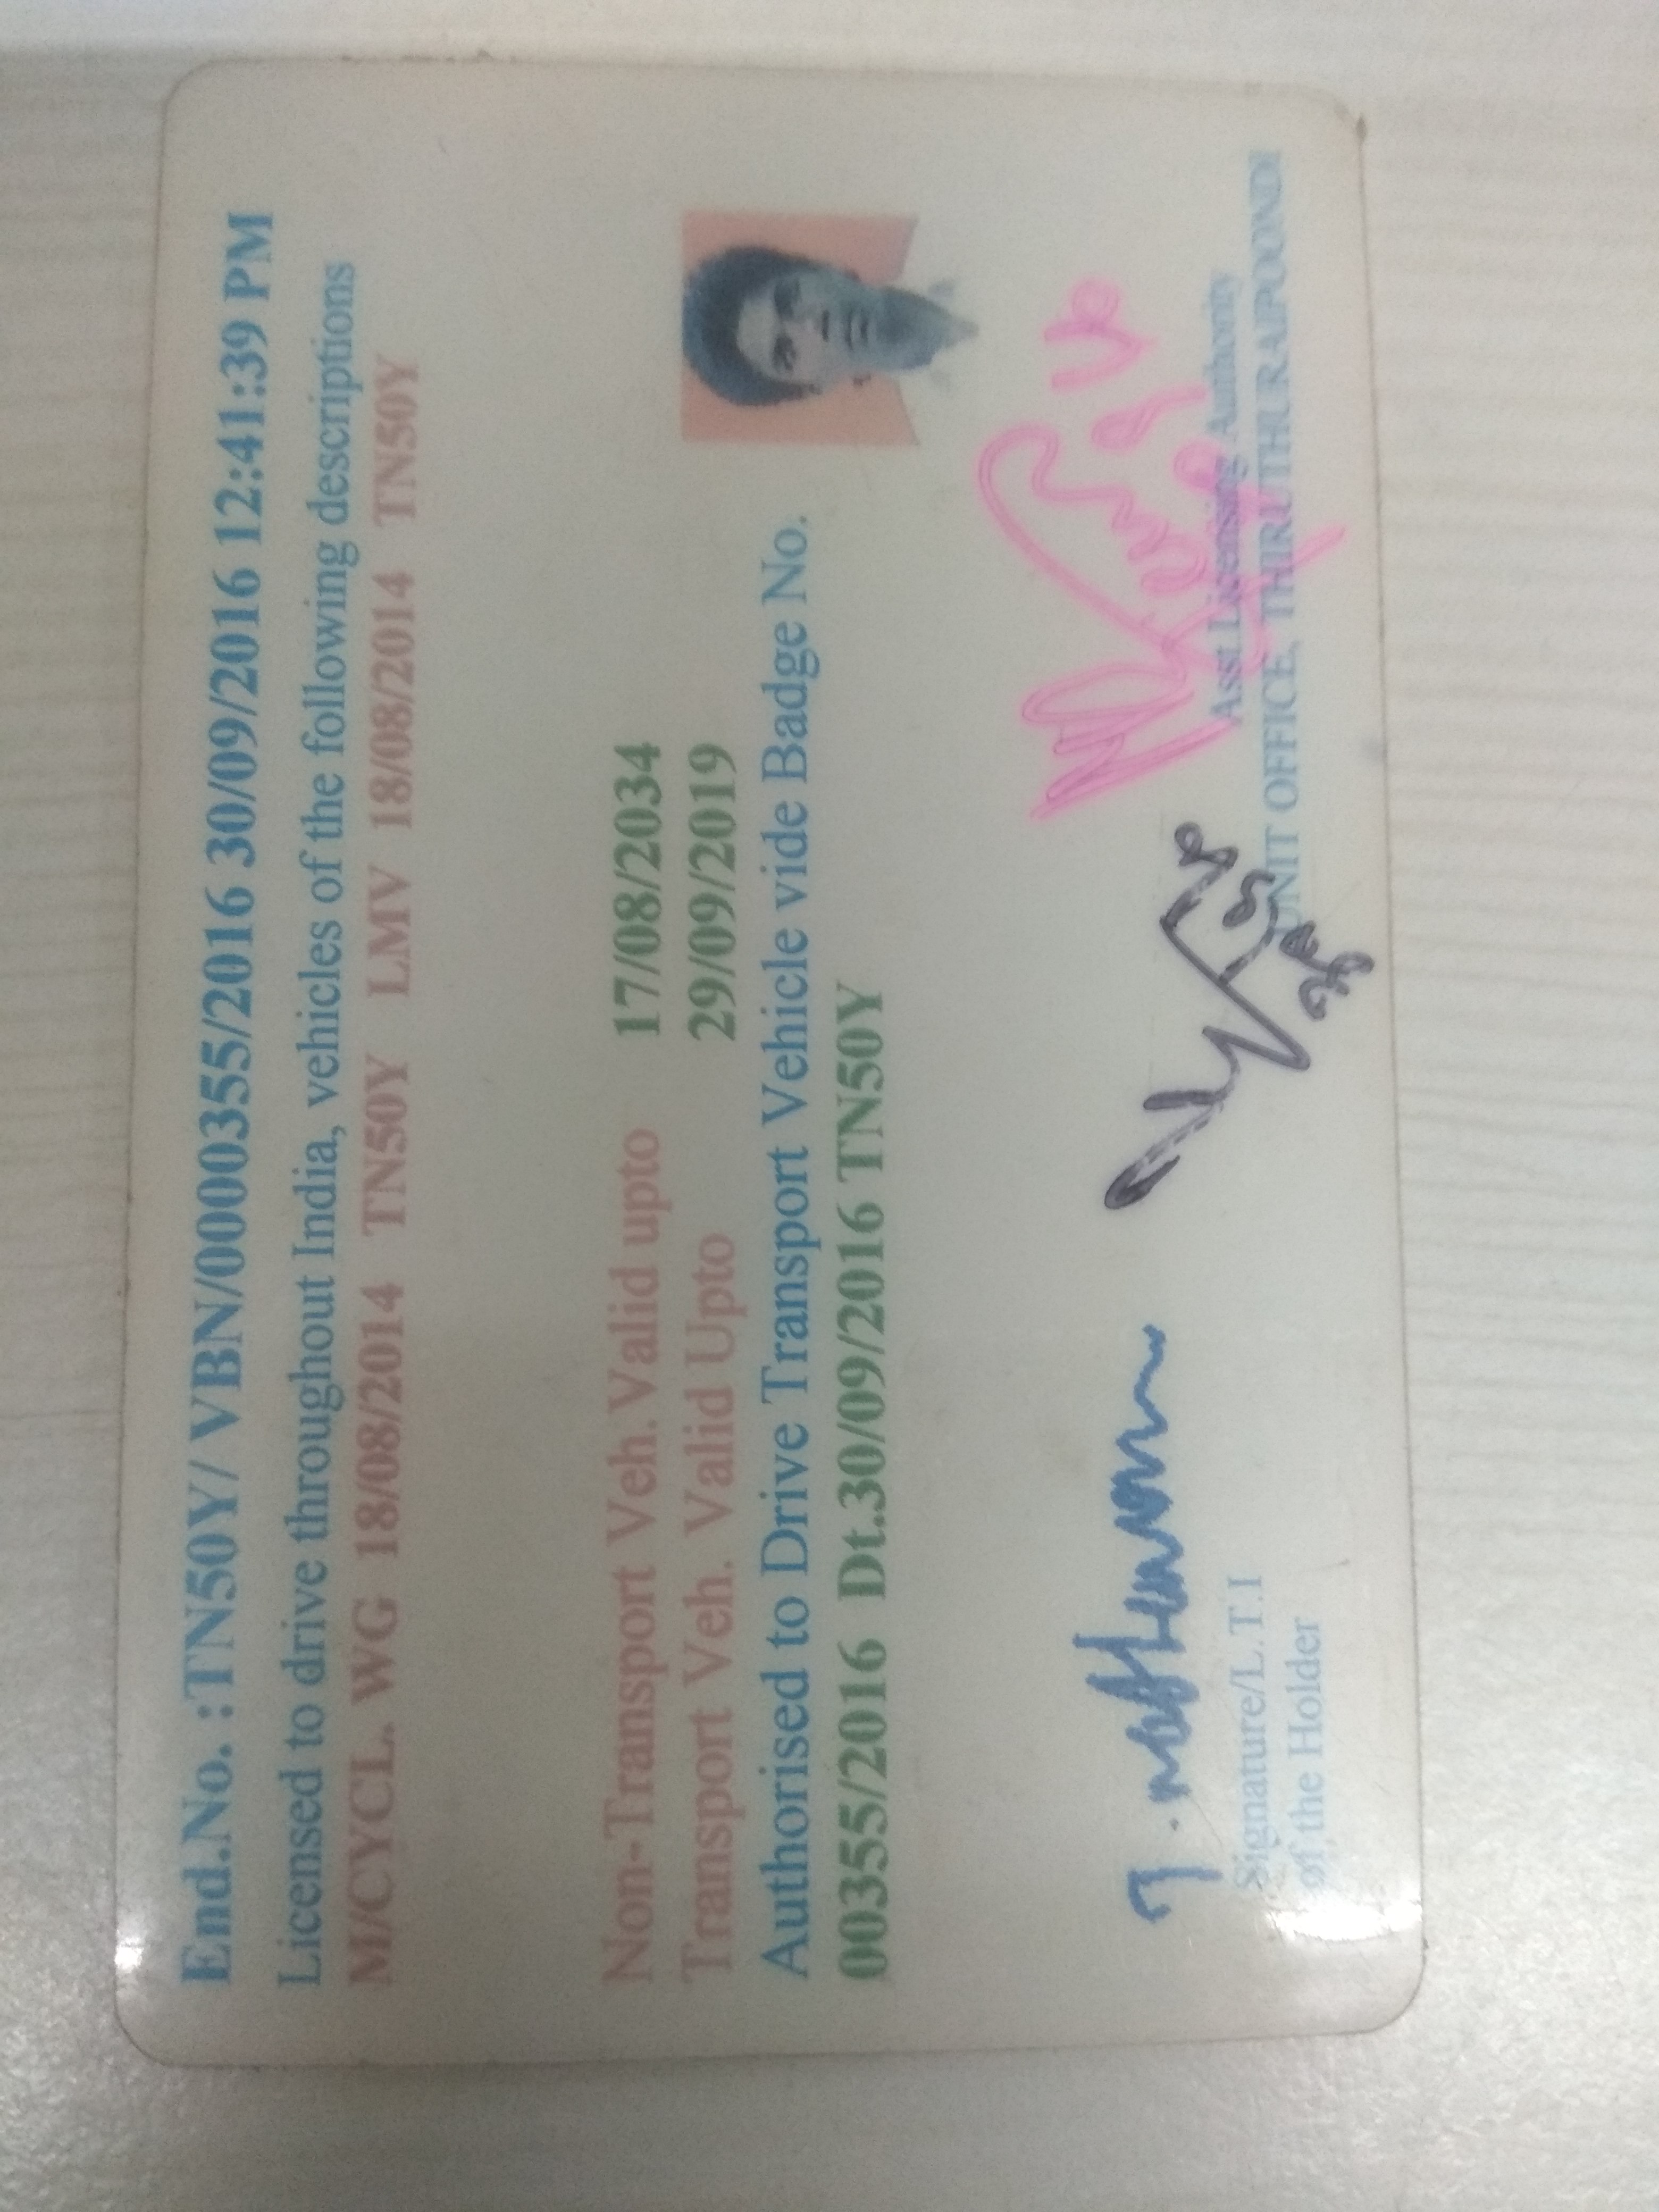 End.No. :TN50Y/ VBN/0000355/2016 30/09/2016 12:41:39 PM
Licensed to drive throughout India, vehicles of the following descriptions
M/CYCL. WG 18/08/2014 TN50Y LMV 18/08/2014 TN50Y
Non-Transport Veh.Valid upto 17/08/2034
Transport Veh. Valid Upto 29/09/2019
Authorised to Drive Transport Vehicle vide Badge No.
00355/2016 Dt.30/09/2016 TN50Y
Signature/L.T.I
of the Holder
Asst Licensing Authority
UNIT OFFICE, THIRUTHURAIPOONDI